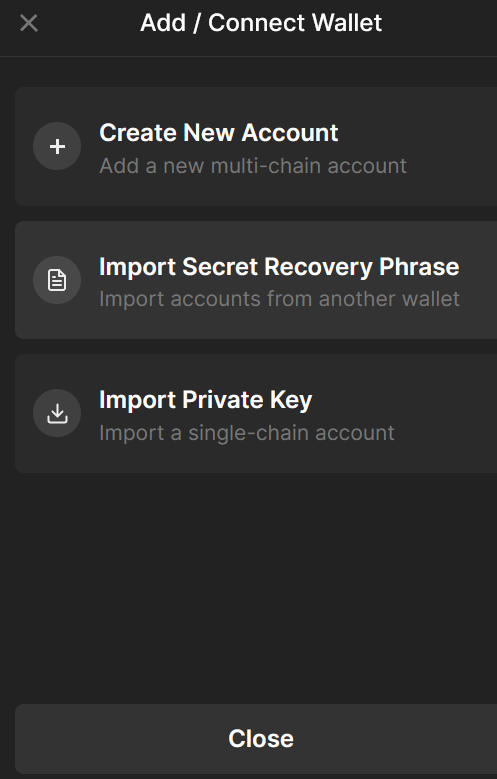 Add / Connect Wallet
Create New Account
Add a new multi-chain account
Import Secret Recovery Phrase
Import accounts from another wallet
Import Private Key
Import a single-chain account
Close